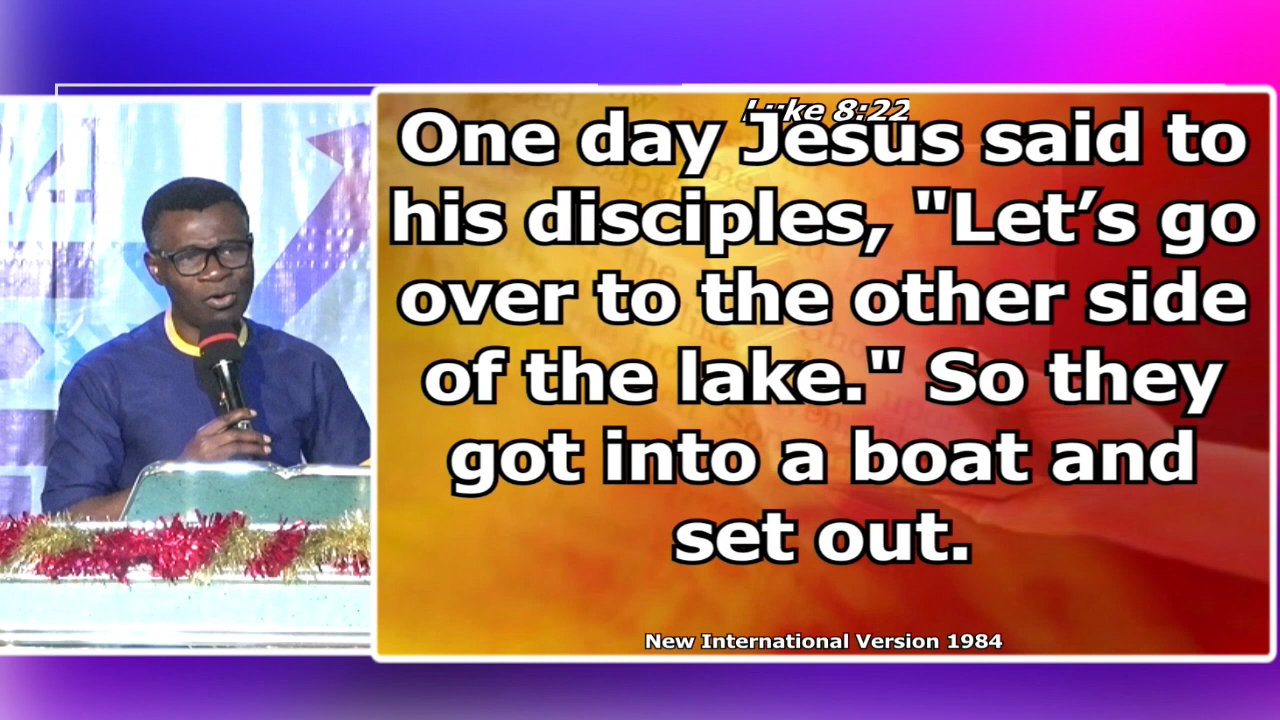 Luke 8:22
One day Jesus said to
his disciples, "Let’s go
over to the other side
of the lake." So they
got into a boat and
set out.
New International Version 1984